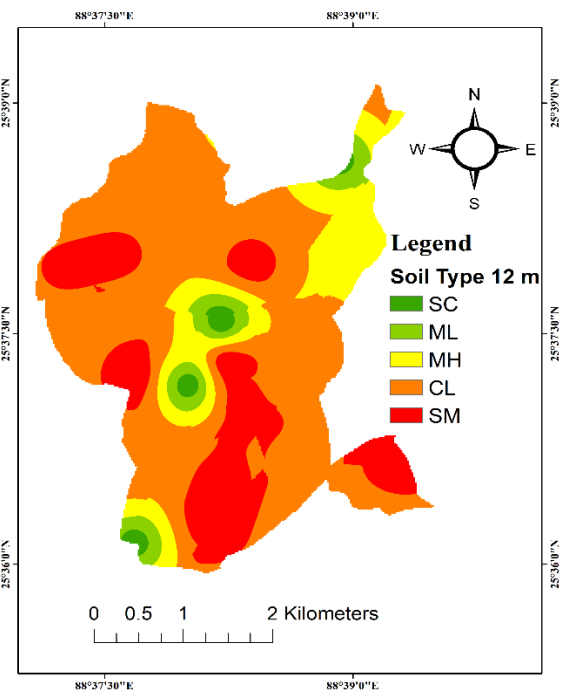 88°37'30"E 88°39'0"E
25°39'0"N 25°39'0"N
N
W E
S
Legend
Soil Type 12 m
SC
ML
MH
CL
SM
25°37'30"N 25°37'30"N
25°36'0"N 25°36'0"N
0 0.5 1 2 Kilometers
88°37'30"E 88°39'0"E